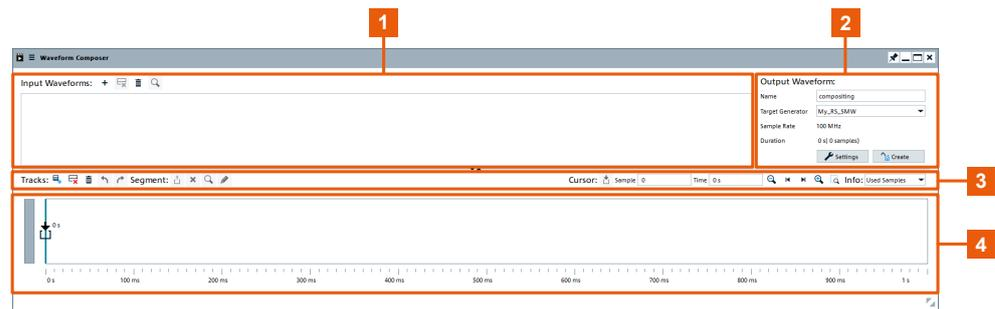 1
2
Waveform Composer
Input Waveforms:
Output Waveform:
Name compositing
Target Generator My_RS_SMW
Sample Rate 100 MHz
Duration 0 s( 0 samples)
Settings Create
Tracks: Segment: Cursor: Sample 0 Time 0 s Info: Used Samples
3
0 s
4
0 s 100 ms 200 ms 300 ms 400 ms 500 ms 600 ms 700 ms 800 ms 900 ms 1 s